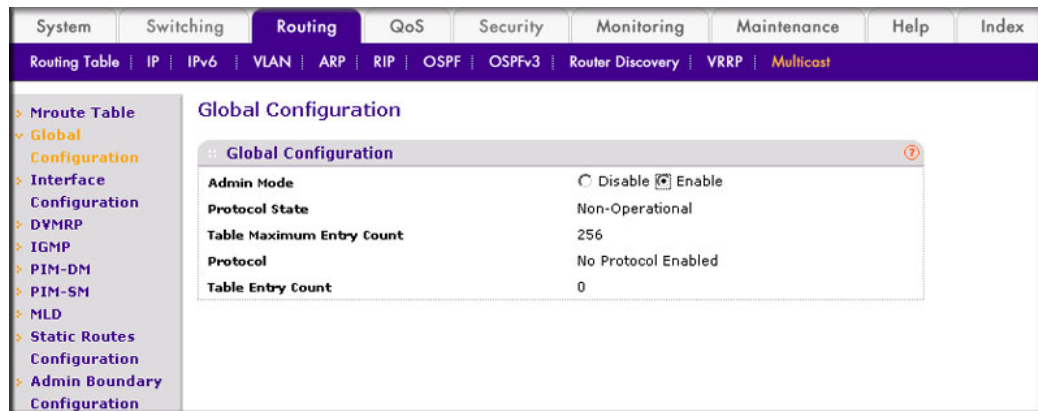 System Switching Routing QoS Security Monitoring Maintenance Help Index
Routing Table | IP | IPv6 | VLAN | ARP | RIP | OSPF | OSPFv3 | Router Discovery | VRRP | Multicast
Mroute Table
Global
Configuration
Interface
Configuration
DVMRP
IGMP
PIM-DM
PIM-SM
MLD
Static Routes
Configuration
Admin Boundary
Configuration
Global Configuration
Global Configuration ?
Admin Mode Disable Enable
Protocol State Non-Operational
Table Maximum Entry Count 256
Protocol No Protocol Enabled
Table Entry Count 0